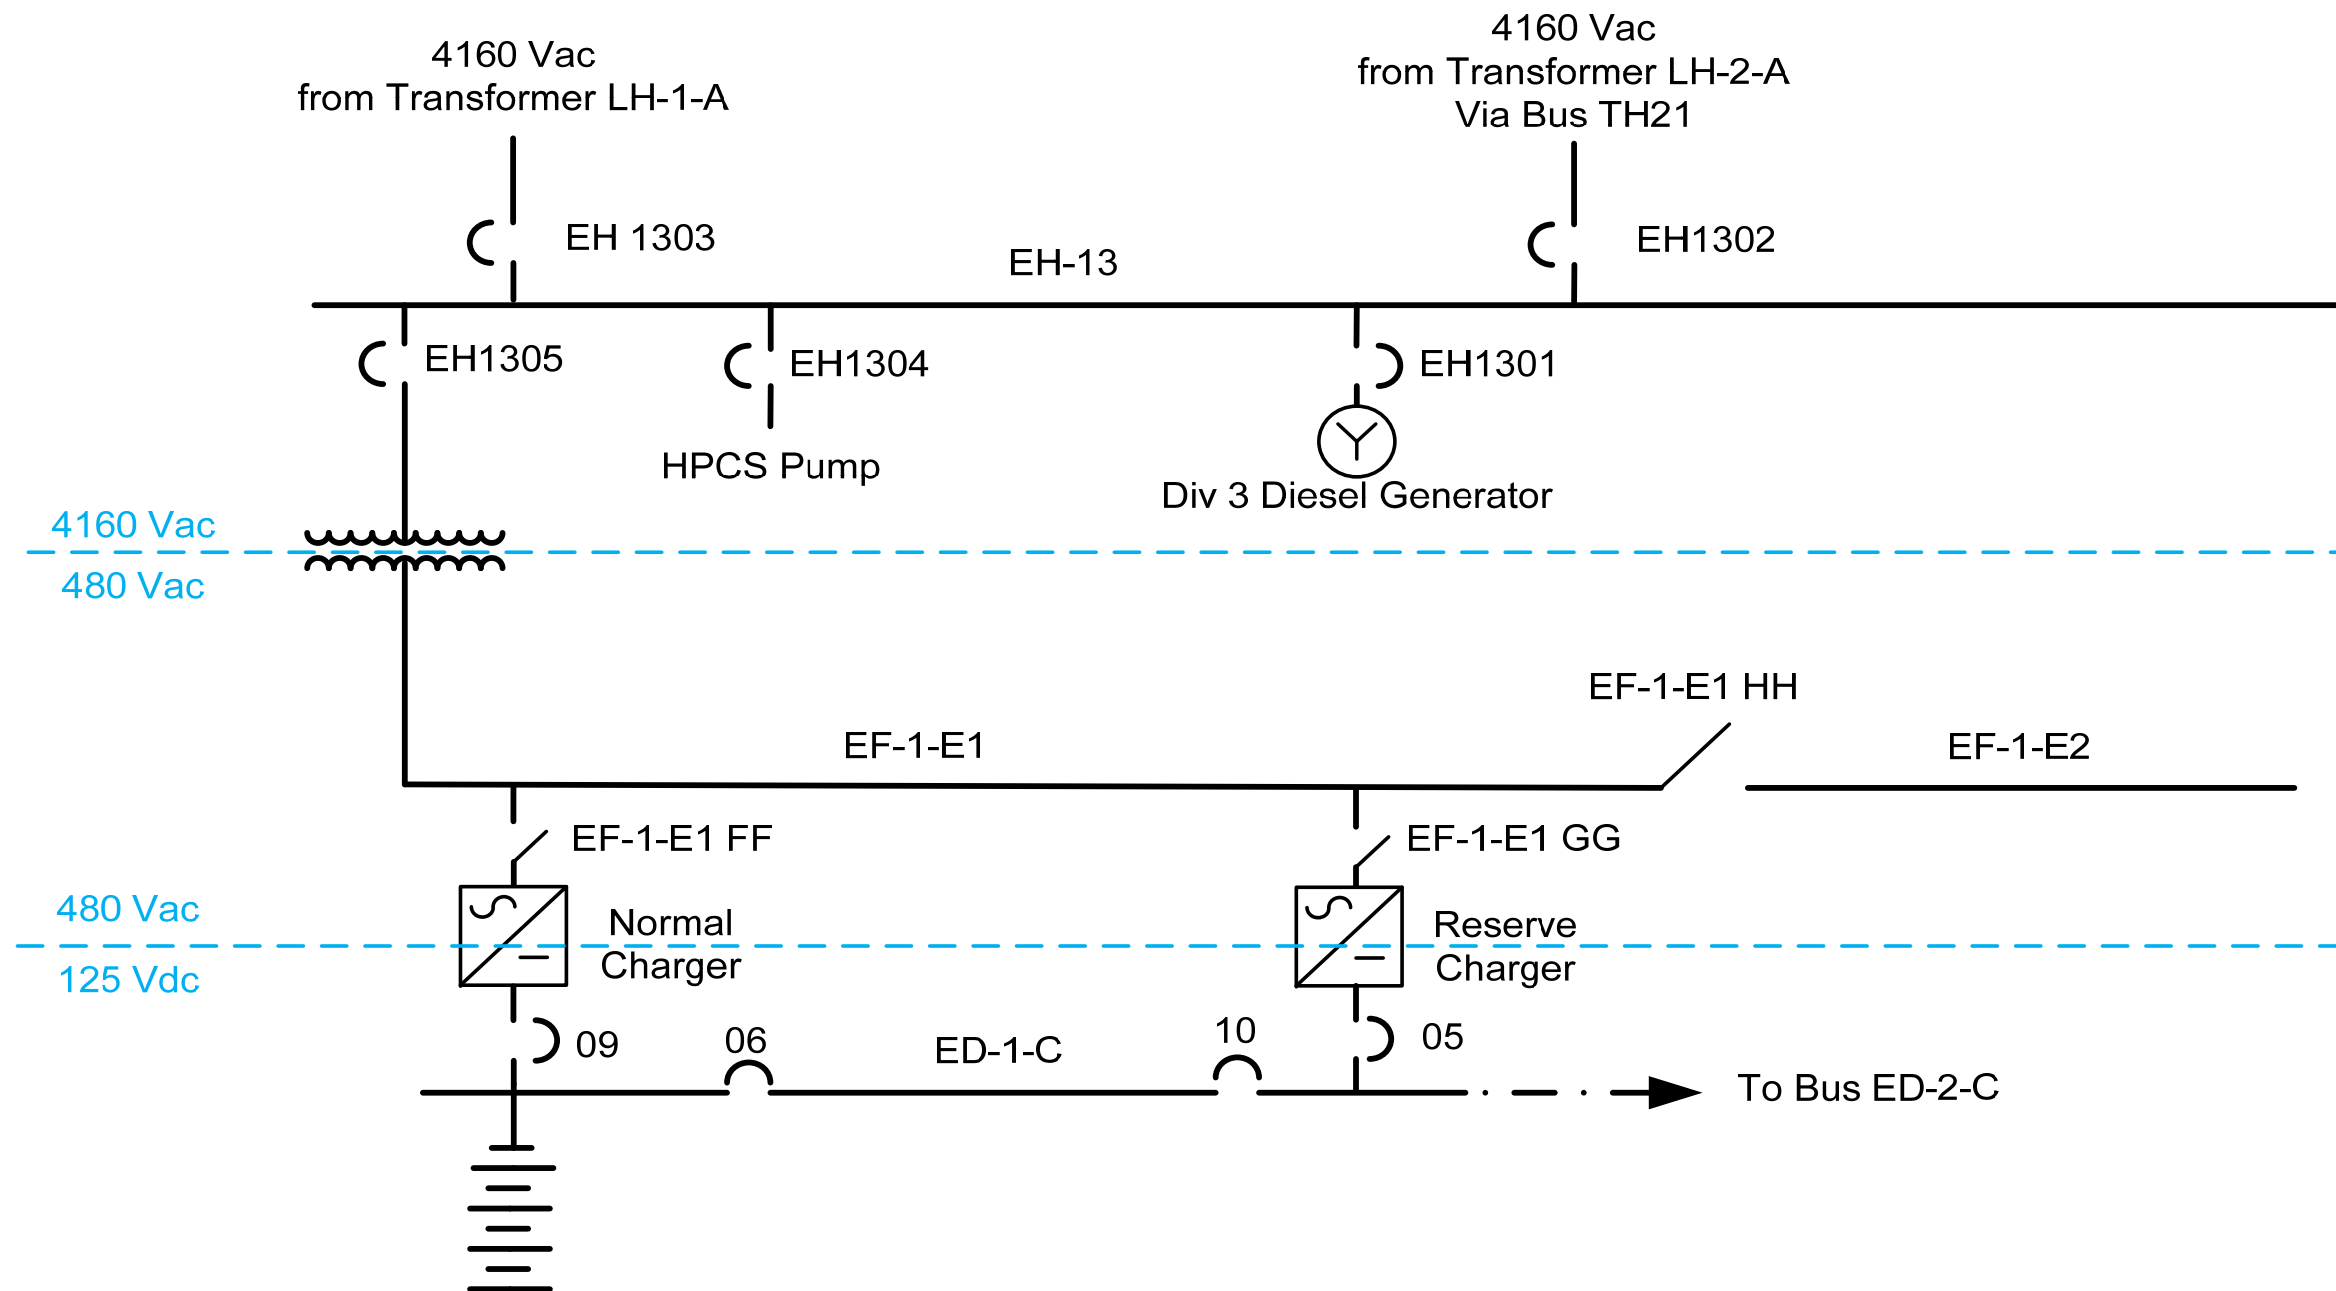 4160 Vac
from Transformer LH-1-A
4160 Vac
from Transformer LH-2-A
Via Bus TH21
EH 1303
EH1302
EH-13
EH1305
EH1304
EH1301
HPCS Pump
Div 3 Diesel Generator
4160 Vac
480 Vac
EF-1-E1 HH
EF-1-E1
EF-1-E2
EF-1-E1 FF
EF-1-E1 GG
480 Vac
Normal
Charger
Reserve
Charger
125 Vdc
09
06
ED-1-C
10
05
To Bus ED-2-C